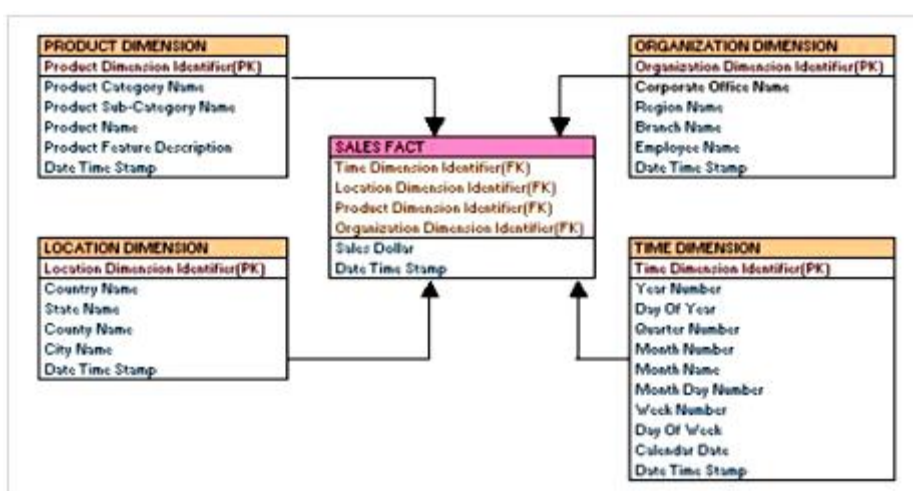 PRODUCT DIMENSION
Product Dimension Identifier(PK)
Product Category Name
Product Sub-Category Name
Product Name
Product Feature Description
Date Time Stamp
ORGANIZATION DIMENSION
Organization Dimension Identifier(PK)
Corporate Office Name
Region Name
Branch Name
Employee Name
Date Time Stamp
SALES FACT
Time Dimension Identifier(FK)
Location Dimension Identifier(FK)
Product Dimension Identifier(FK)
Organization Dimension Identifier(FK)
Sales Dollar
Date Time Stamp
LOCATION DIMENSION
Location Dimension Identifier(PK)
Country Name
State Name
County Name
City Name
Date Time Stamp
TIME DIMENSION
Time Dimension Identifier(PK)
Year Number
Day Of Year
Quarter Number
Month Number
Month Name
Month Day Number
Week Number
Day Of Week
Calendar Date
Date Time Stamp